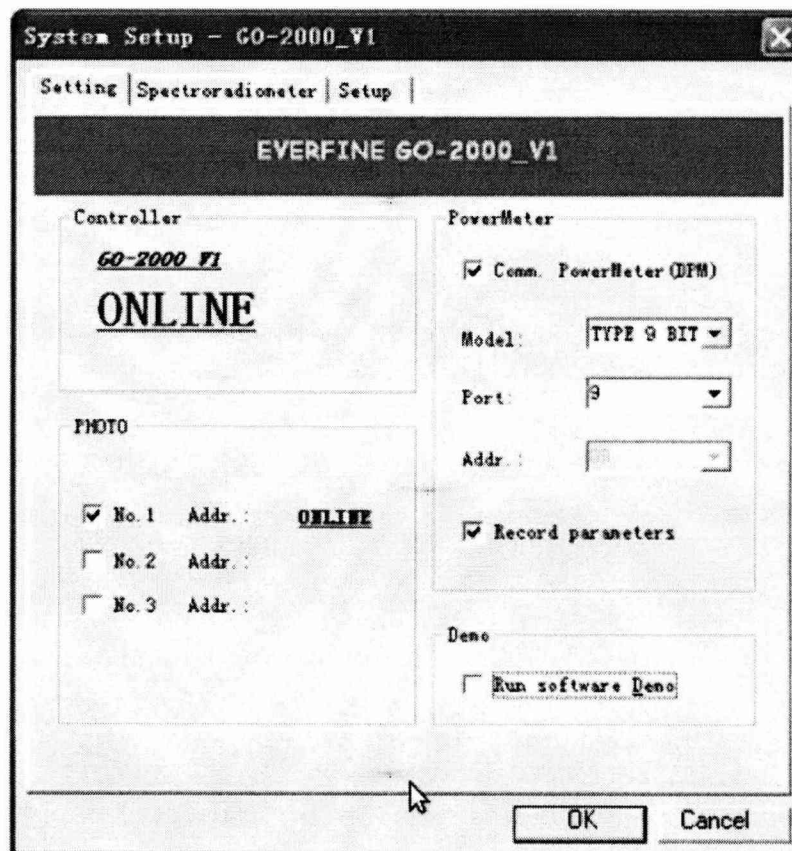 System Setup - GO-2000_V1
Setting Spectroradiometer Setup
EVERFINE GO-2000_V1
Controller
GO-2000 V1
ONLINE
PHOTO
No.1 Addr.: ONLINE
No.2 Addr.:
No.3 Addr.:
PowerMeter
Comm. PowerMeter(DPM)
Model: TYPE 9 BIT
Port: 9
Addr.:
Record parameters
Demo
Run software Demo
OK Cancel